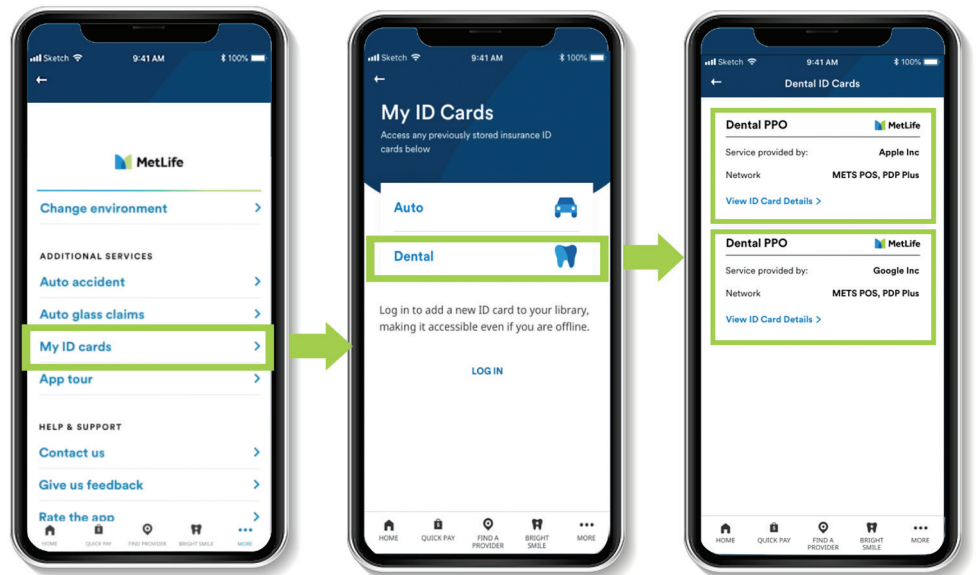 Sketch 9:41 AM 100%
MetLife
Change environment
ADDITIONAL SERVICES
Auto accident
Auto glass claims
My ID cards
App tour
HELP & SUPPORT
Contact us
Give us feedback
Rate the app
HOME QUICK PAY FIND PROVIDER BRIGHT SMILE MORE
Sketch 9:41 AM 100%
My ID Cards
Access any previously stored insurance ID
cards below
Auto
Dental
Log in to add a new ID card to your library,
making it accessible even if you are offline.
LOG IN
HOME QUICK PAY FIND A PROVIDER BRIGHT SMILE MORE
Sketch 9:41 AM 100%
Dental ID Cards
Dental PPO MetLife
Service provided by: Apple Inc
Network METS POS, PDP Plus
View ID Card Details >
Dental PPO MetLife
Service provided by: Google Inc
Network METS POS, PDP Plus
View ID Card Details >
HOME QUICK PAY FIND A PROVIDER BRIGHT SMILE MORE